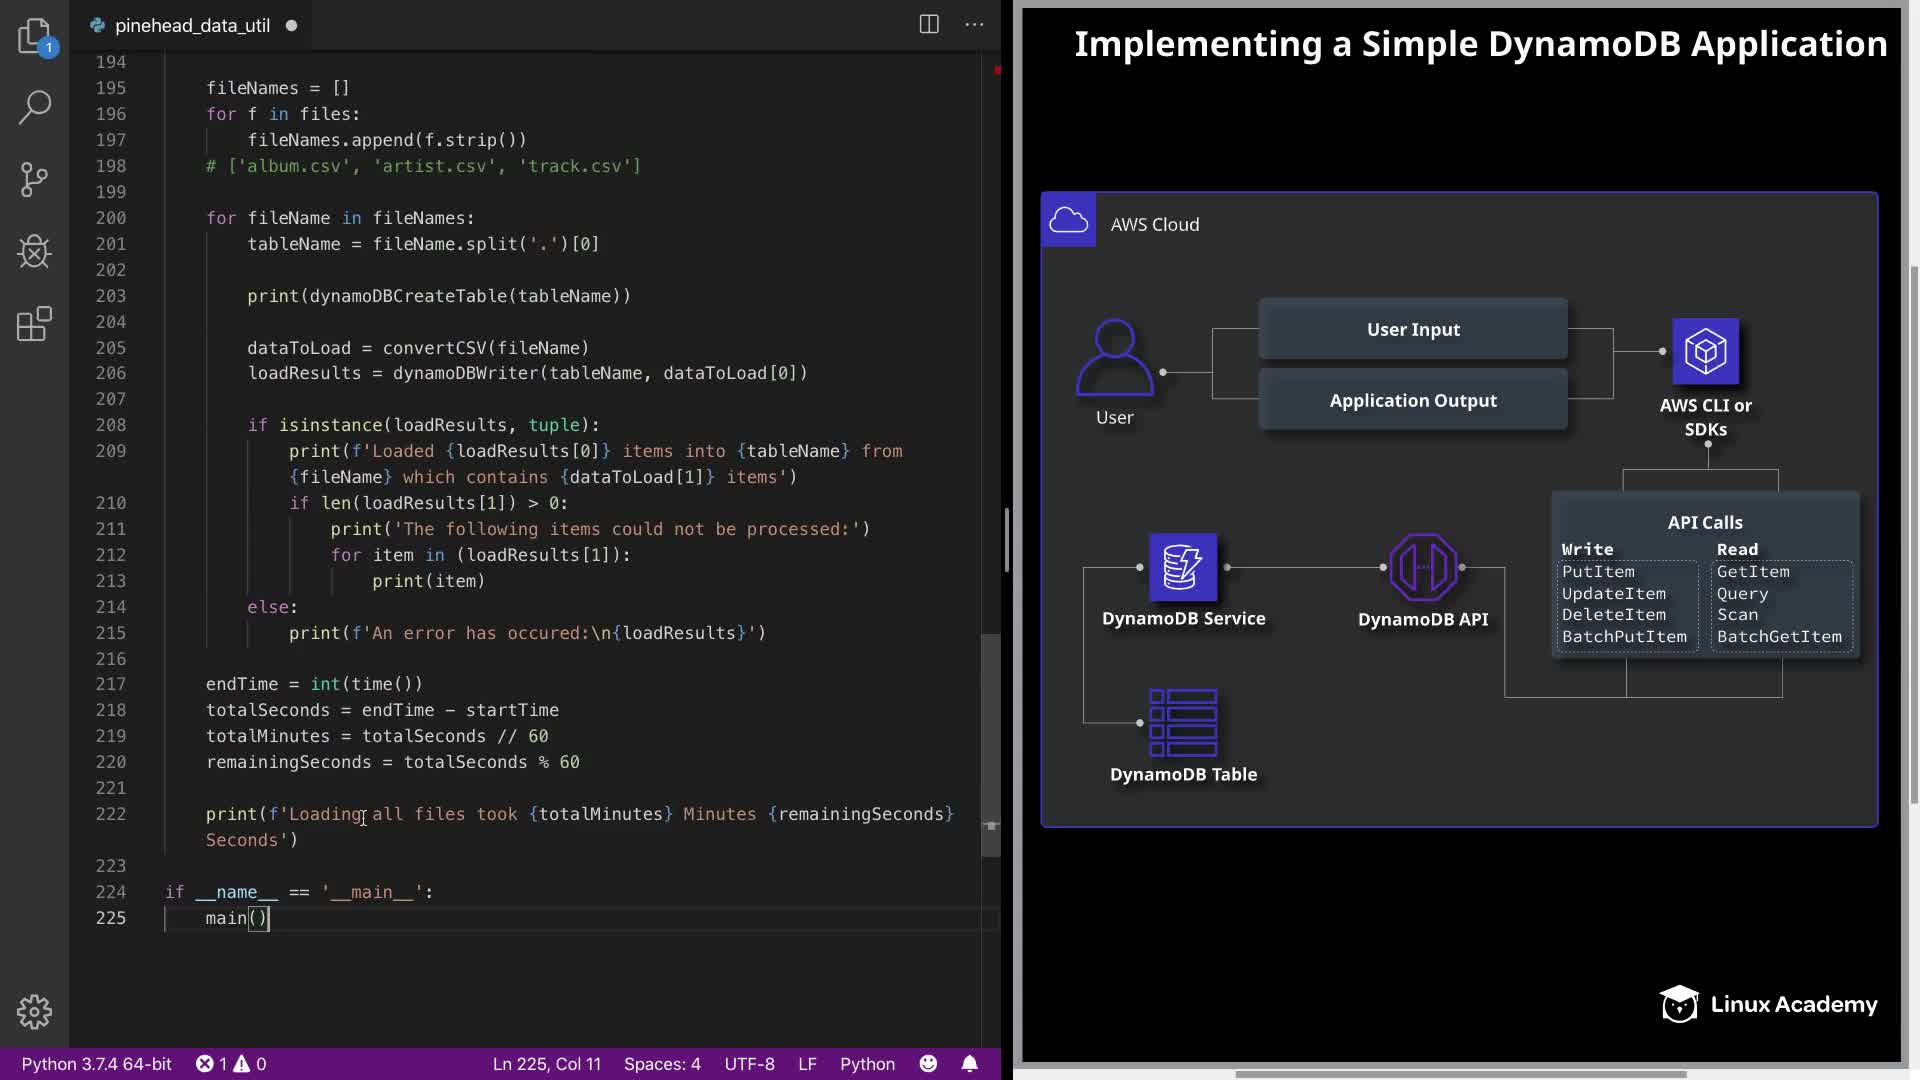 1
pinehead_data_util
194
195 fileNames = []
196 for f in files:
197 fileNames.append(f.strip())
198 # ['album.csv', 'artist.csv', 'track.csv']
199
200 for fileName in fileNames:
201 tableName = fileName.split('.')[0]
202
203 print(dynamoDBCreateTable(tableName))
204
205 dataToLoad = convertCSV(fileName)
206 loadResults = dynamoDBWriter(tableName, dataToLoad[0])
207
208 if isinstance(loadResults, tuple):
209 print(f'Loaded {loadResults[0]} items into {tableName} from
{fileName} which contains {dataToLoad[1]} items')
210 if len(loadResults[1]) > 0:
211 print('The following items could not be processed:')
212 for item in (loadResults[1]):
213 print(item)
214 else:
215 print(f'An error has occured:\n{loadResults}')
216
217 endTime = int(time())
218 totalSeconds = endTime - startTime
219 totalMinutes = totalSeconds // 60
220 remainingSeconds = totalSeconds % 60
221
222 print(f'Loading all files took {totalMinutes} Minutes {remainingSeconds}
Seconds')
223
224 if __name__ == '__main__':
225 main()
Python 3.7.4 64-bit 1 0 Ln 225, Col 11 Spaces: 4 UTF-8 LF Python
Implementing a Simple DynamoDB Application
AWS Cloud
User Input
Application Output
User
AWS CLI or
SDKs
API Calls
Write Read
PutItem GetItem
UpdateItem Query
DeleteItem Scan
BatchPutItem BatchGetItem
DynamoDB Service
DynamoDB API
DynamoDB Table
Linux Academy